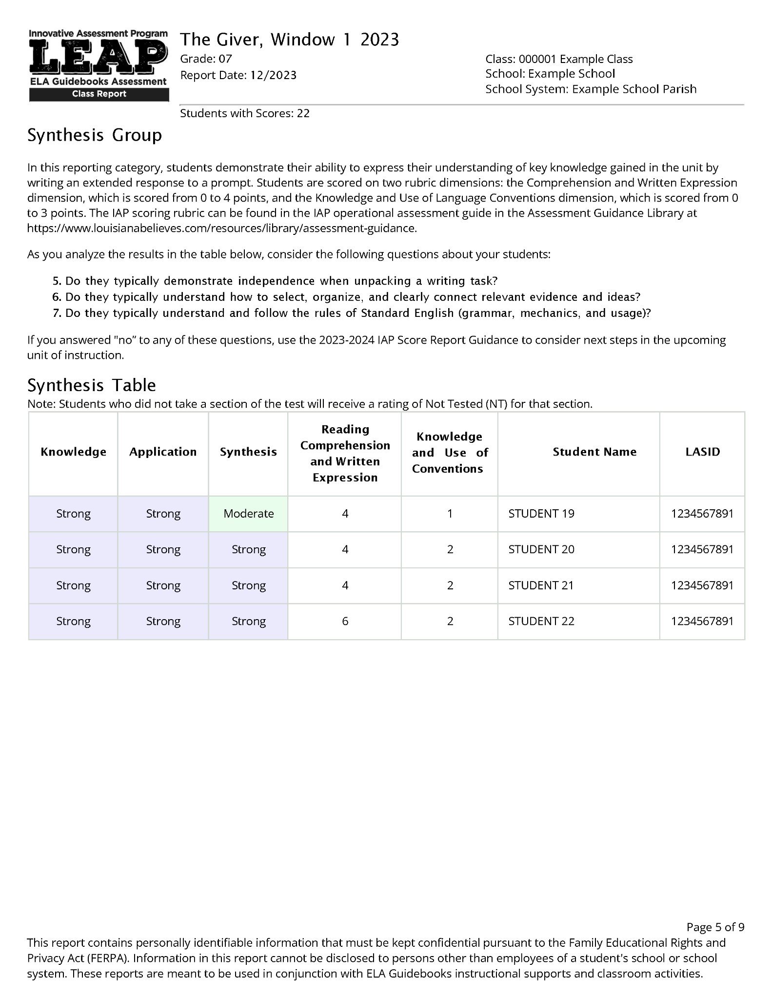 Innovative Assessment Program
LEAP
ELA Guidebooks Assessment
Class Report
The Giver, Window 1 2023
Grade: 07
Report Date: 12/2023
Class: 000001 Example Class
School: Example School
School System: Example School Parish
Students with Scores: 22
Synthesis Group
In this reporting category, students demonstrate their ability to express their understanding of key knowledge gained in the unit by
writing an extended response to a prompt. Students are scored on two rubric dimensions: the Comprehension and Written Expression
dimension, which is scored from 0 to 4 points, and the Knowledge and Use of Language Conventions dimension, which is scored from 0
to 3 points. The IAP scoring rubric can be found in the IAP operational assessment guide in the Assessment Guidance Library at
https://www.louisianabelieves.com/resources/library/assessment-guidance.
As you analyze the results in the table below, consider the following questions about your students:
5. Do they typically demonstrate independence when unpacking a writing task?
6. Do they typically understand how to select, organize, and clearly connect relevant evidence and ideas?
7. Do they typically understand and follow the rules of Standard English (grammar, mechanics, and usage)?
If you answered "no” to any of these questions, use the 2023-2024 IAP Score Report Guidance to consider next steps in the upcoming
unit of instruction.
Synthesis Table
Note: Students who did not take a section of the test will receive a rating of Not Tested (NT) for that section.
Knowledge
Application
Synthesis
Reading
Comprehension
and Written
Expression
Knowledge
and Use of
Conventions
Student Name
LASID
Strong Strong Moderate 4 1 STUDENT 19 1234567891
Strong Strong Strong 4 2 STUDENT 20 1234567891
Strong Strong Strong 4 2 STUDENT 21 1234567891
Strong Strong Strong 6 2 STUDENT 22 1234567891
Page 5 of 9
This report contains personally identifiable information that must be kept confidential pursuant to the Family Educational Rights and
Privacy Act (FERPA). Information in this report cannot be disclosed to persons other than employees of a student's school or school
system. These reports are meant to be used in conjunction with ELA Guidebooks instructional supports and classroom activities.